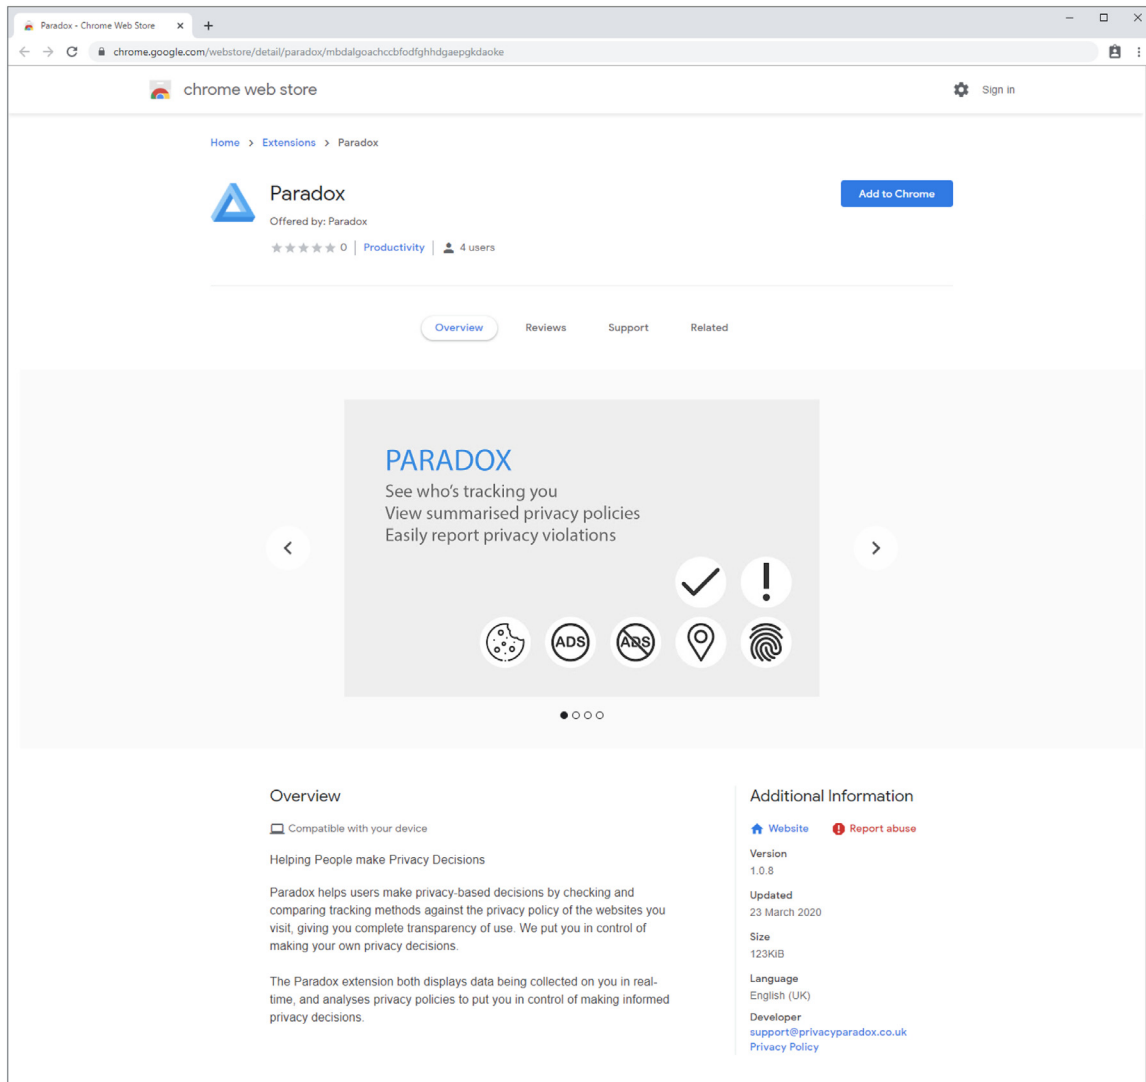 Paradox - Chrome Web Store
chrome.google.com/webstore/detail/paradox/mbdalgoachccbfodfghhdgaepgkdaoke
chrome web store
Sign in
Home > Extensions > Paradox
Paradox
Add to Chrome
Offered by: Paradox
0 | Productivity | 4 users
Overview Reviews Support Related
PARADOX
See who's tracking you
View summarised privacy policies
Easily report privacy violations
ADS ADS
Overview
Compatible with your device
Helping People make Privacy Decisions
Paradox helps users make privacy-based decisions by checking and
comparing tracking methods against the privacy policy of the websites you
visit, giving you complete transparency of use. We put you in control of
making your own privacy decisions.
The Paradox extension both displays data being collected on you in real-
time, and analyses privacy policies to put you in control of making informed
privacy decisions.
Additional Information
Website Report abuse
Version
1.0.8
Updated
23 March 2020
Size
123KiB
Language
English (UK)
Developer
support@privacyparadox.co.uk
Privacy Policy